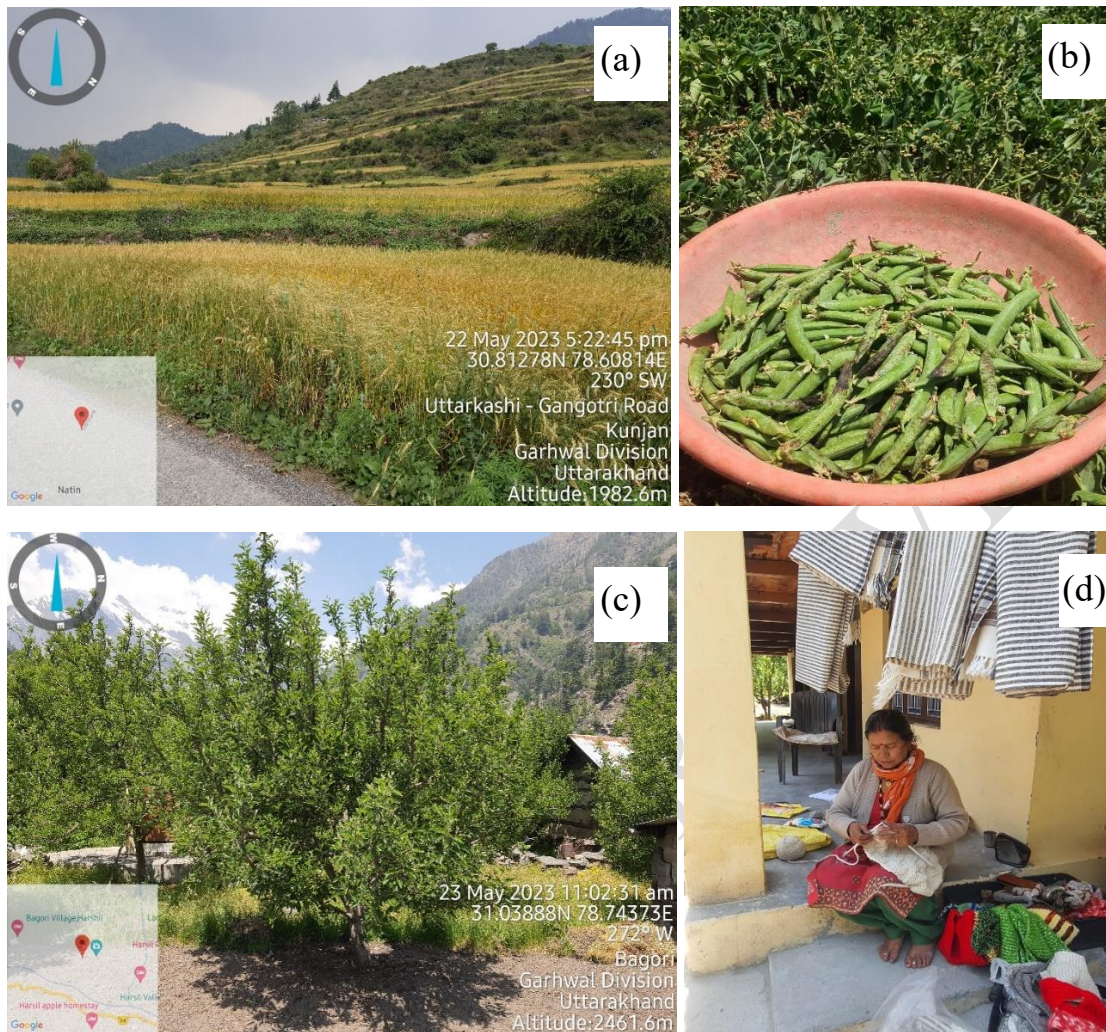 (a)
W
S
N
E
22 May 2023 5:22:45 pm
30.81278N 78.60814E
230° SW
Uttarkashi - Gangotri Road
Kunjan
Garhwal Division
Uttarakhand
Altitude:1982.6m
Natin
Google
(b)
(c)
W
S
N
E
23 May 2023 11:02:31 am
31.03888N 78.74373E
272° W
Bagori
Garhwal Division
Uttarakhand
Altitude:2461.6m
Bagori Village,Harshil
Harsil apple homestay
Google
(d)